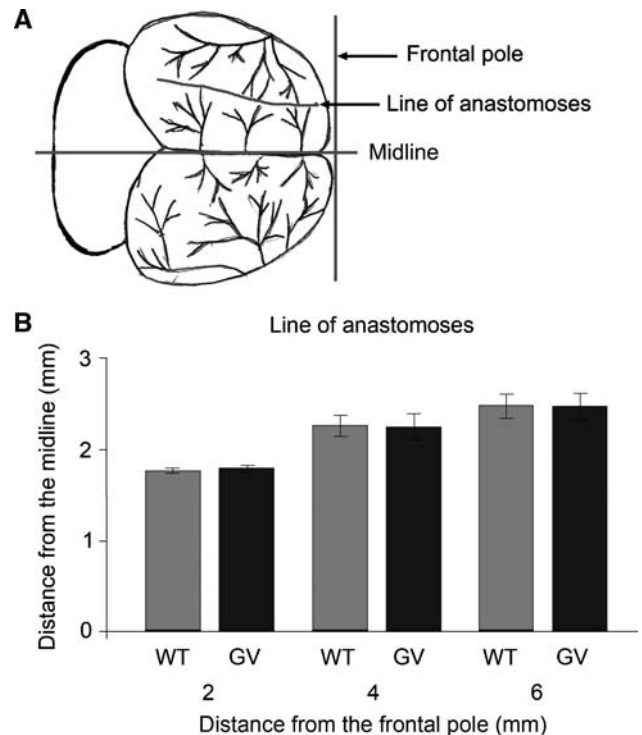 A
Frontal pole
Line of anastomoses
Midline
B
Line of anastomoses
Distance from the midline (mm)
3
2
1
0
WT GV WT GV WT GV
2 4 6
Distance from the frontal pole (mm)